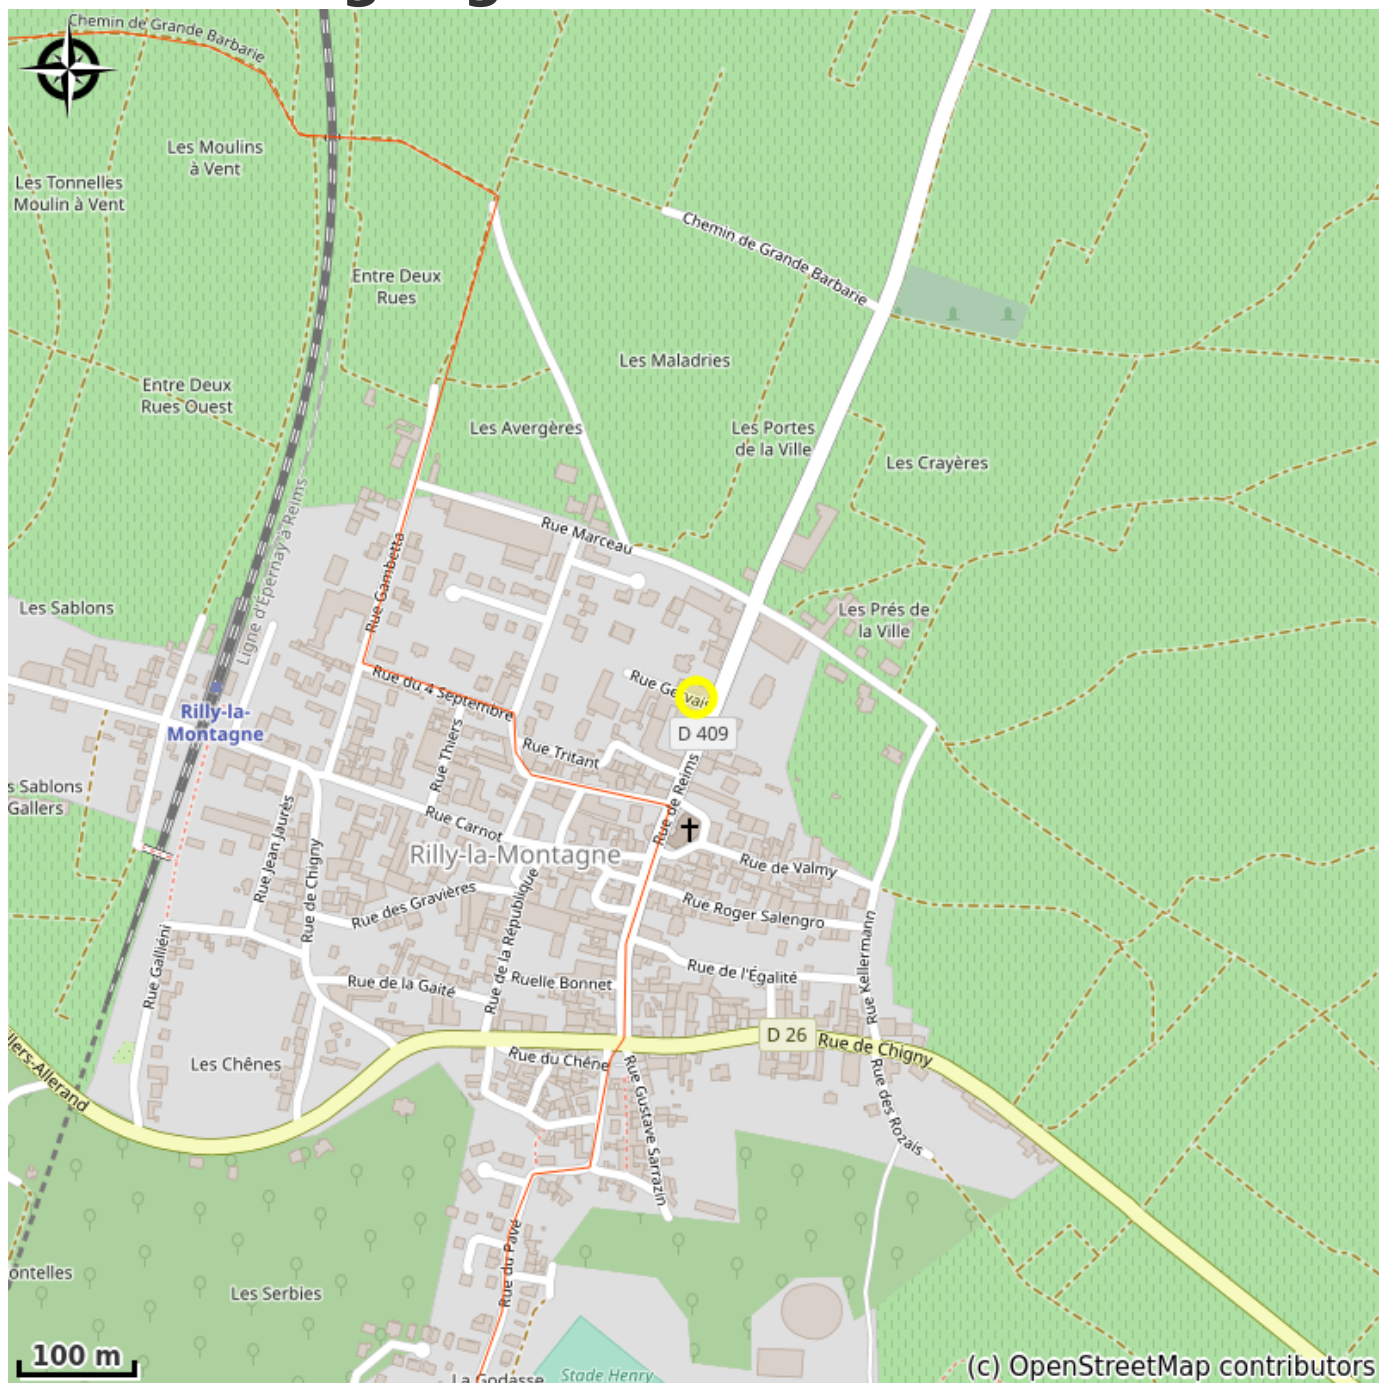 Chemin de Grande Barbarie
Les Moulins
à Vent
Les Tonnelles
Moulin à Vent
Chemin de Grande Barbarie
Entre Deux
Rues
Les Maladries
Entre Deux
Rues Ouest
Les Avergères
Les Portes
de la Ville
Les Crayères
Rue Marceau
Ligne d'Épernay à Reims
Rue Gambetta
Les Sablons
Les Prés de
la Ville
Rue du 4 Septembre
Rue Gervais
Rilly-la-
Montagne
D 409
Rue Thiers
Rue Tritant
Rue de Reims
s Sablons
Gallers
Rue Jean Jaurès
Rue Carnot
Rilly-la-Montagne
Rue de Valmy
Rue de Chigny
Rue des Gravières
Rue de la République
Rue Roger Salengro
Rue Kellermann
Rue Galliéni
Rue de la Gaité
Ruelle Bonnet
Rue de l'Égalité
D 26
Rue de Chigny
llers-Allerand
Les Chênes
Rue du Chêne
Rue Gustave Sarrazin
Rue des Rozais
ontelles
Les Serbies
Rue du Pavé
100 m
La Godasse
Stade Henry
(c) OpenStreetMap contributors